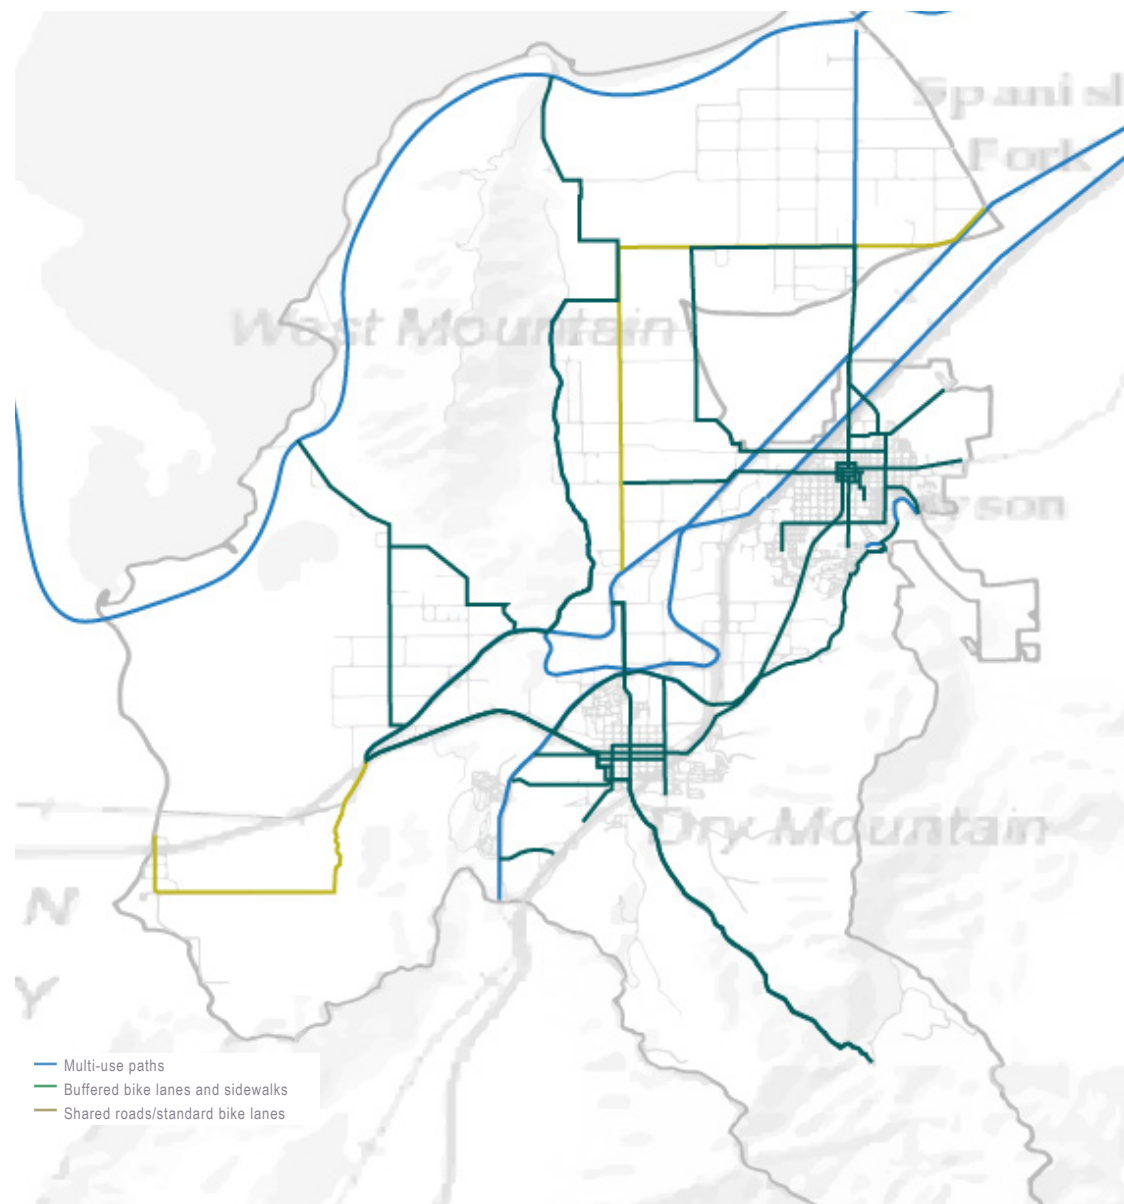 Spanish
Fork
West Mountain
yson
Dry Mountain
N
Y
Multi-use paths
Buffered bike lanes and sidewalks
Shared roads/standard bike lanes